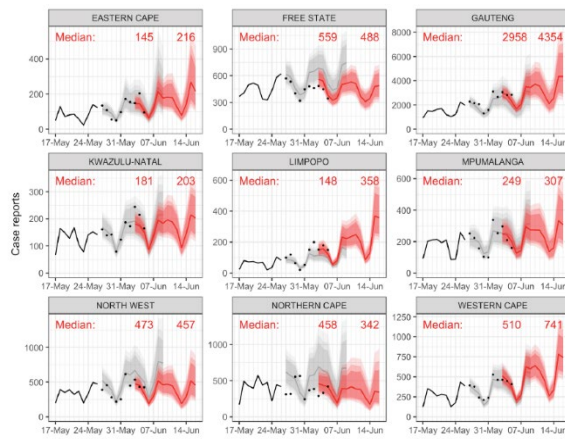 EASTERN CAPE
FREE STATE
GAUTENG
Median: 145 216
Median: 559 488
Median: 2958 4354
400
200
0
900
600
300
0
8000
6000
4000
2000
0
17-May 24-May 31-May 07-Jun 14-Jun
17-May 24-May 31-May 07-Jun 14-Jun
17-May 24-May 31-May 07-Jun 14-Jun
KWAZULU-NATAL
LIMPOPO
MPUMALANGA
Median: 181 203
Median: 148 358
Median: 249 307
Case reports
300
200
100
0
600
400
200
0
600
400
200
0
17-May 24-May 31-May 07-Jun 14-Jun
17-May 24-May 31-May 07-Jun 14-Jun
17-May 24-May 31-May 07-Jun 14-Jun
NORTH WEST
NORTHERN CAPE
WESTERN CAPE
Median: 473 457
Median: 458 342
Median: 510 741
1000
500
0
1000
500
0
1250
1000
750
500
250
0
17-May 24-May 31-May 07-Jun 14-Jun
17-May 24-May 31-May 07-Jun 14-Jun
17-May 24-May 31-May 07-Jun 14-Jun